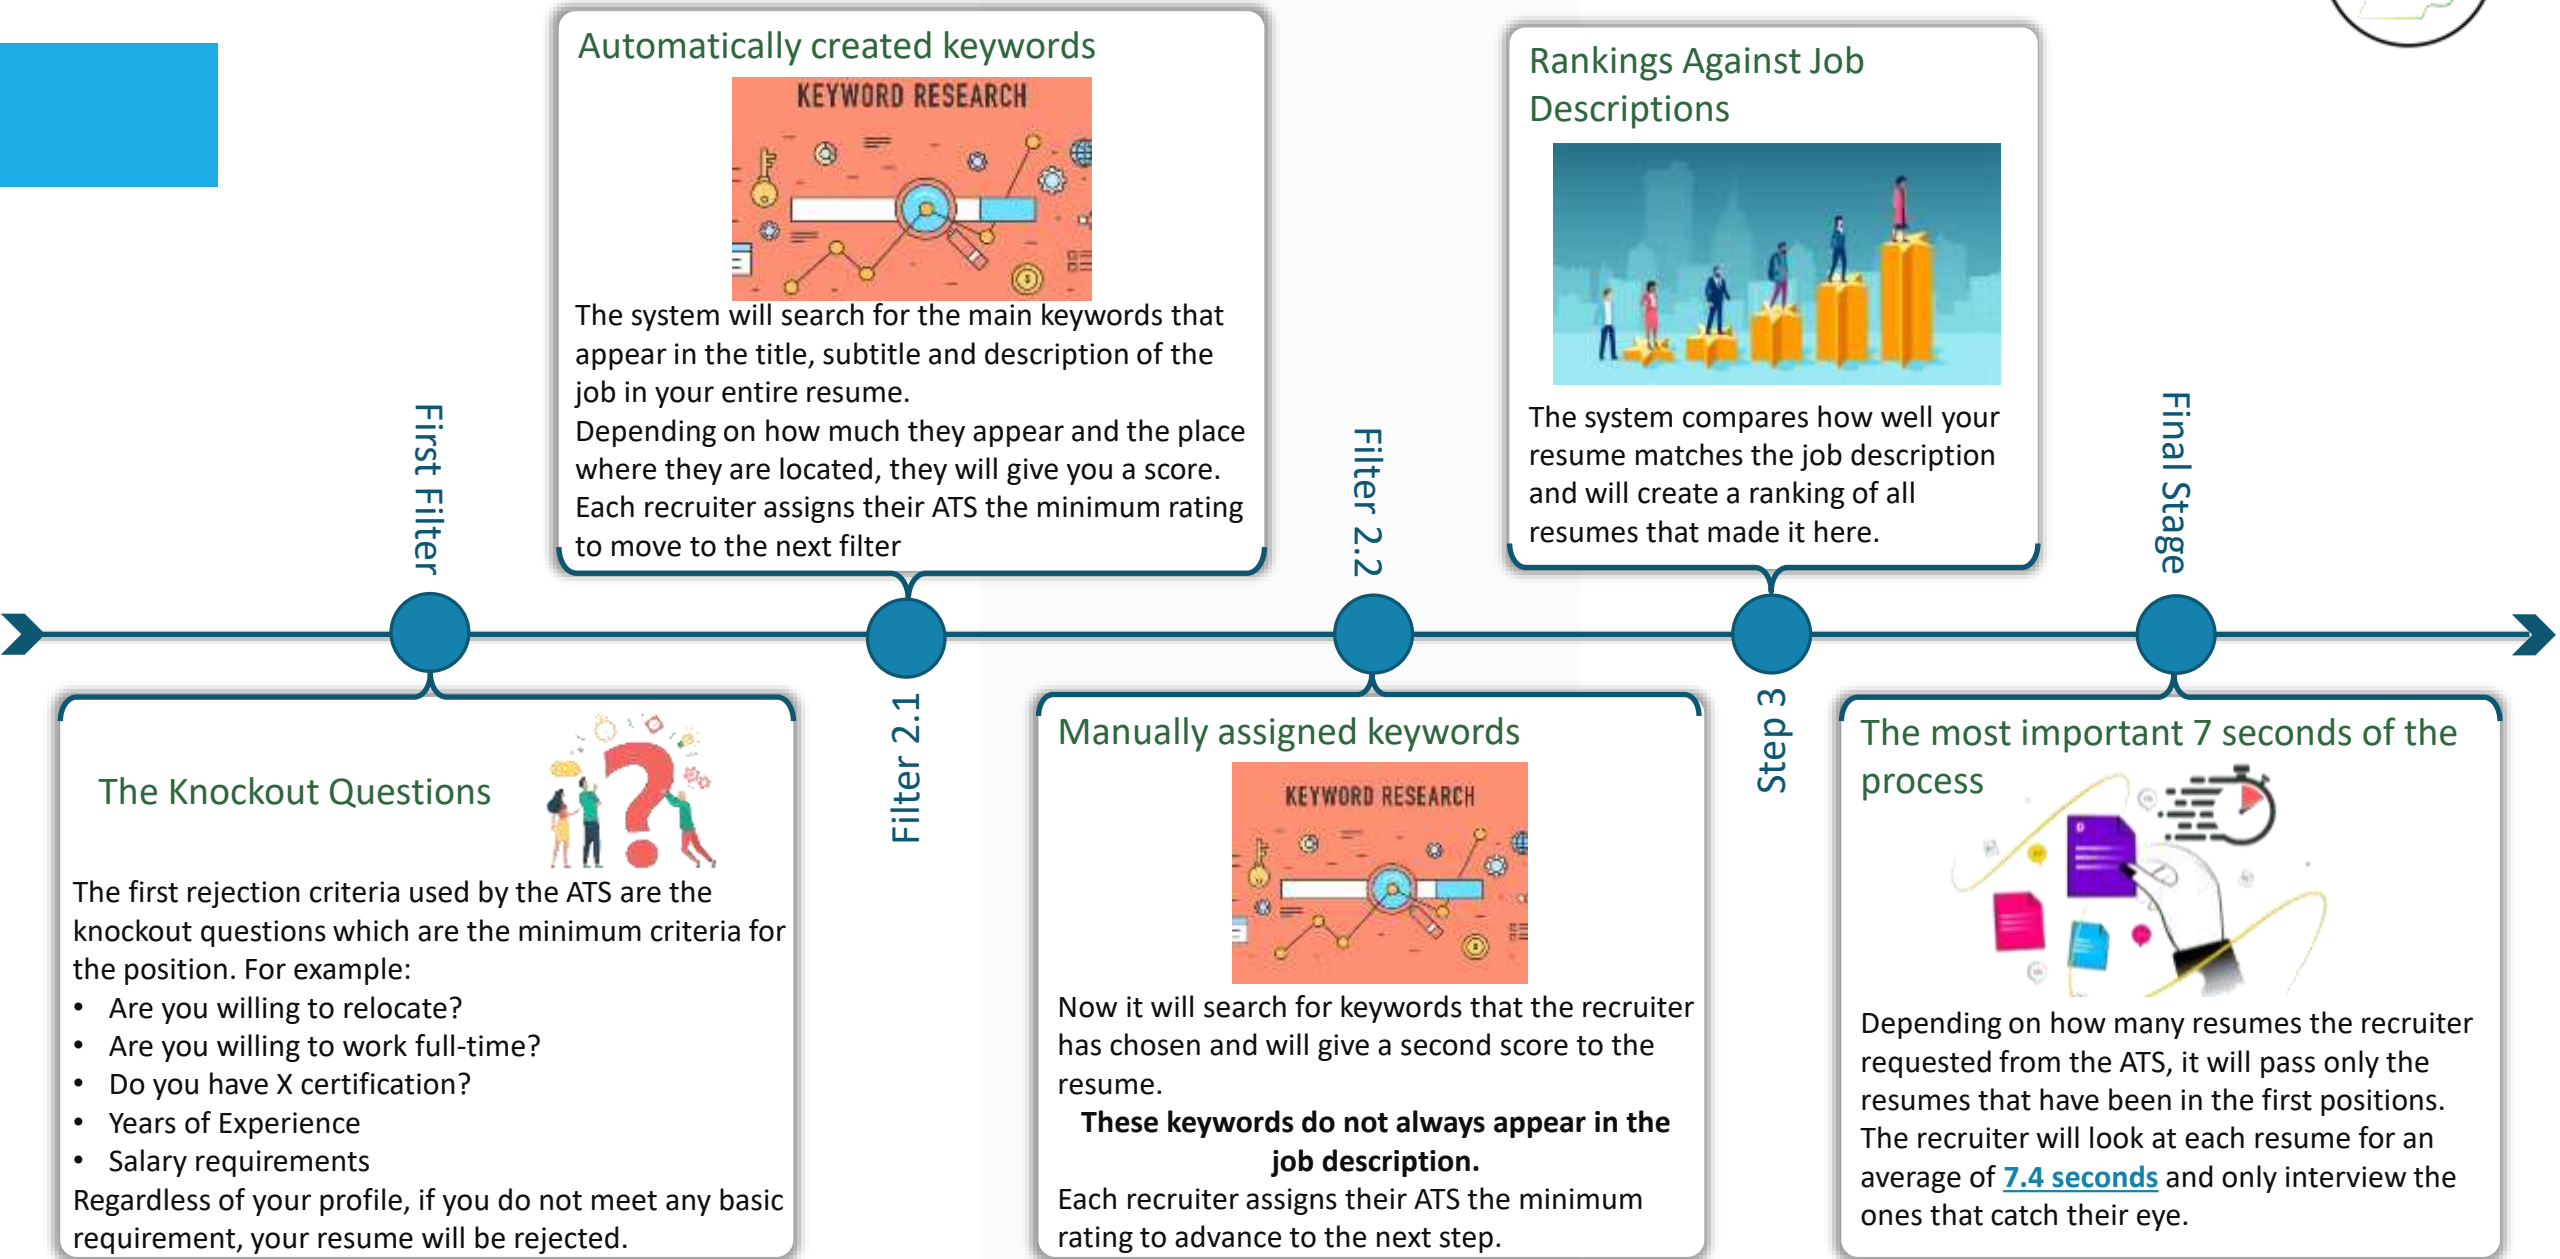 First Filter
The Knockout Questions
The first rejection criteria used by the ATS are the
knockout questions which are the minimum criteria for
the position. For example:
• Are you willing to relocate?
• Are you willing to work full-time?
• Do you have X certification?
• Years of Experience
• Salary requirements
Regardless of your profile, if you do not meet any basic
requirement, your resume will be rejected.
Filter 2.1
Automatically created keywords
KEYWORD RESEARCH
The system will search for the main keywords that
appear in the title, subtitle and description of the
job in your entire resume.
Depending on how much they appear and the place
where they are located, they will give you a score.
Each recruiter assigns their ATS the minimum rating
to move to the next filter
Filter 2.2
Manually assigned keywords
KEYWORD RESEARCH
Now it will search for keywords that the recruiter
has chosen and will give a second score to the
resume.
These keywords do not always appear in the
job description.
Each recruiter assigns their ATS the minimum
rating to advance to the next step.
Step 3
Rankings Against Job
Descriptions
The system compares how well your
resume matches the job description
and will create a ranking of all
resumes that made it here.
Final Stage
The most important 7 seconds of the
process
Depending on how many resumes the recruiter
requested from the ATS, it will pass only the
resumes that have been in the first positions.
The recruiter will look at each resume for an
average of 7.4 seconds and only interview the
ones that catch their eye.